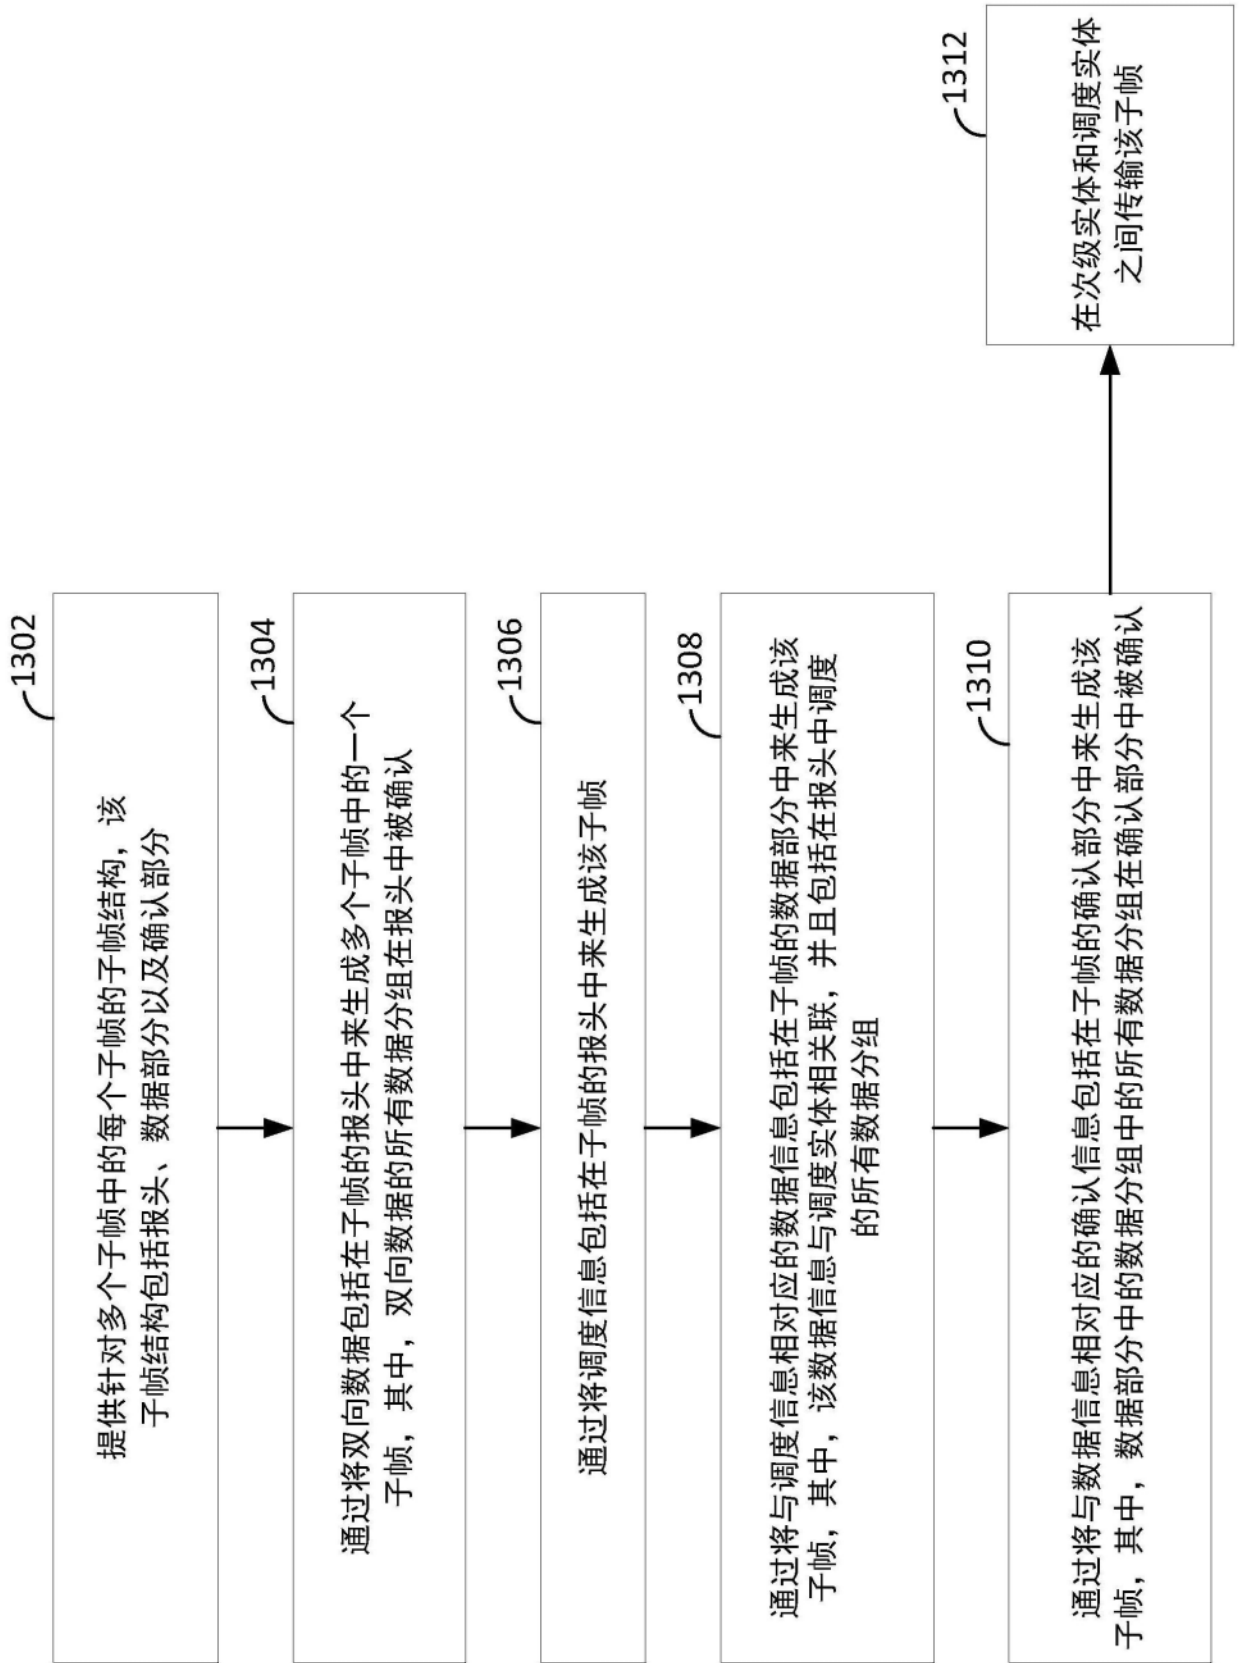 1302
提供针对多个子帧中的每个子帧的子帧结构，该
子帧结构包括报头、数据部分以及确认部分
1304
通过将双向数据包括在子帧的报头中来生成多个子帧中的一个
子帧，其中，双向数据的所有数据分组在报头中被确认
1306
通过将调度信息包括在子帧的报头中来生成该子帧
1308
通过将与调度信息相对应的数据信息包括在子帧的数据部分中来生成该
子帧，其中，该数据信息与调度实体相关联，并且包括在报头中调度
的所有数据分组
1310
通过将与数据信息相对应的确认信息包括在子帧的确认部分中来生成该
子帧，其中，数据部分中的数据分组中的所有数据分组在确认部分中被确认
1312
在次级实体和调度实体
之间传输该子帧